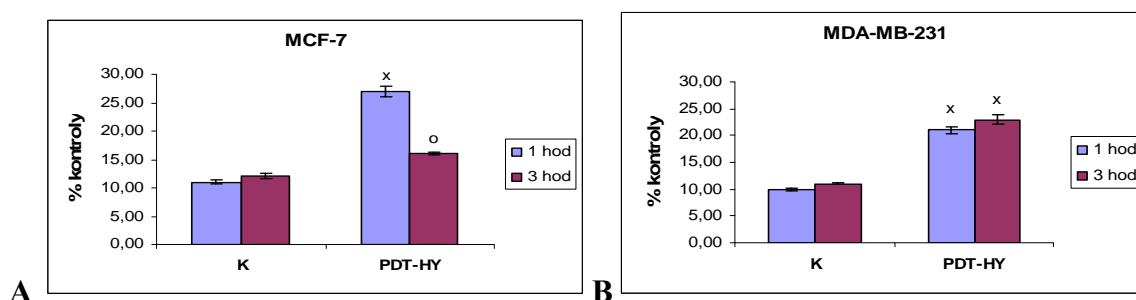 MCF-7
30,00
25,00
20,00
15,00
10,00
5,00
0,00
% kontroly
x
o
K
PDT-HY
1 hod
3 hod
A
MDA-MB-231
30,00
25,00
20,00
15,00
10,00
5,00
0,00
% kontroly
x
x
K
PDT-HY
1 hod
3 hod
B